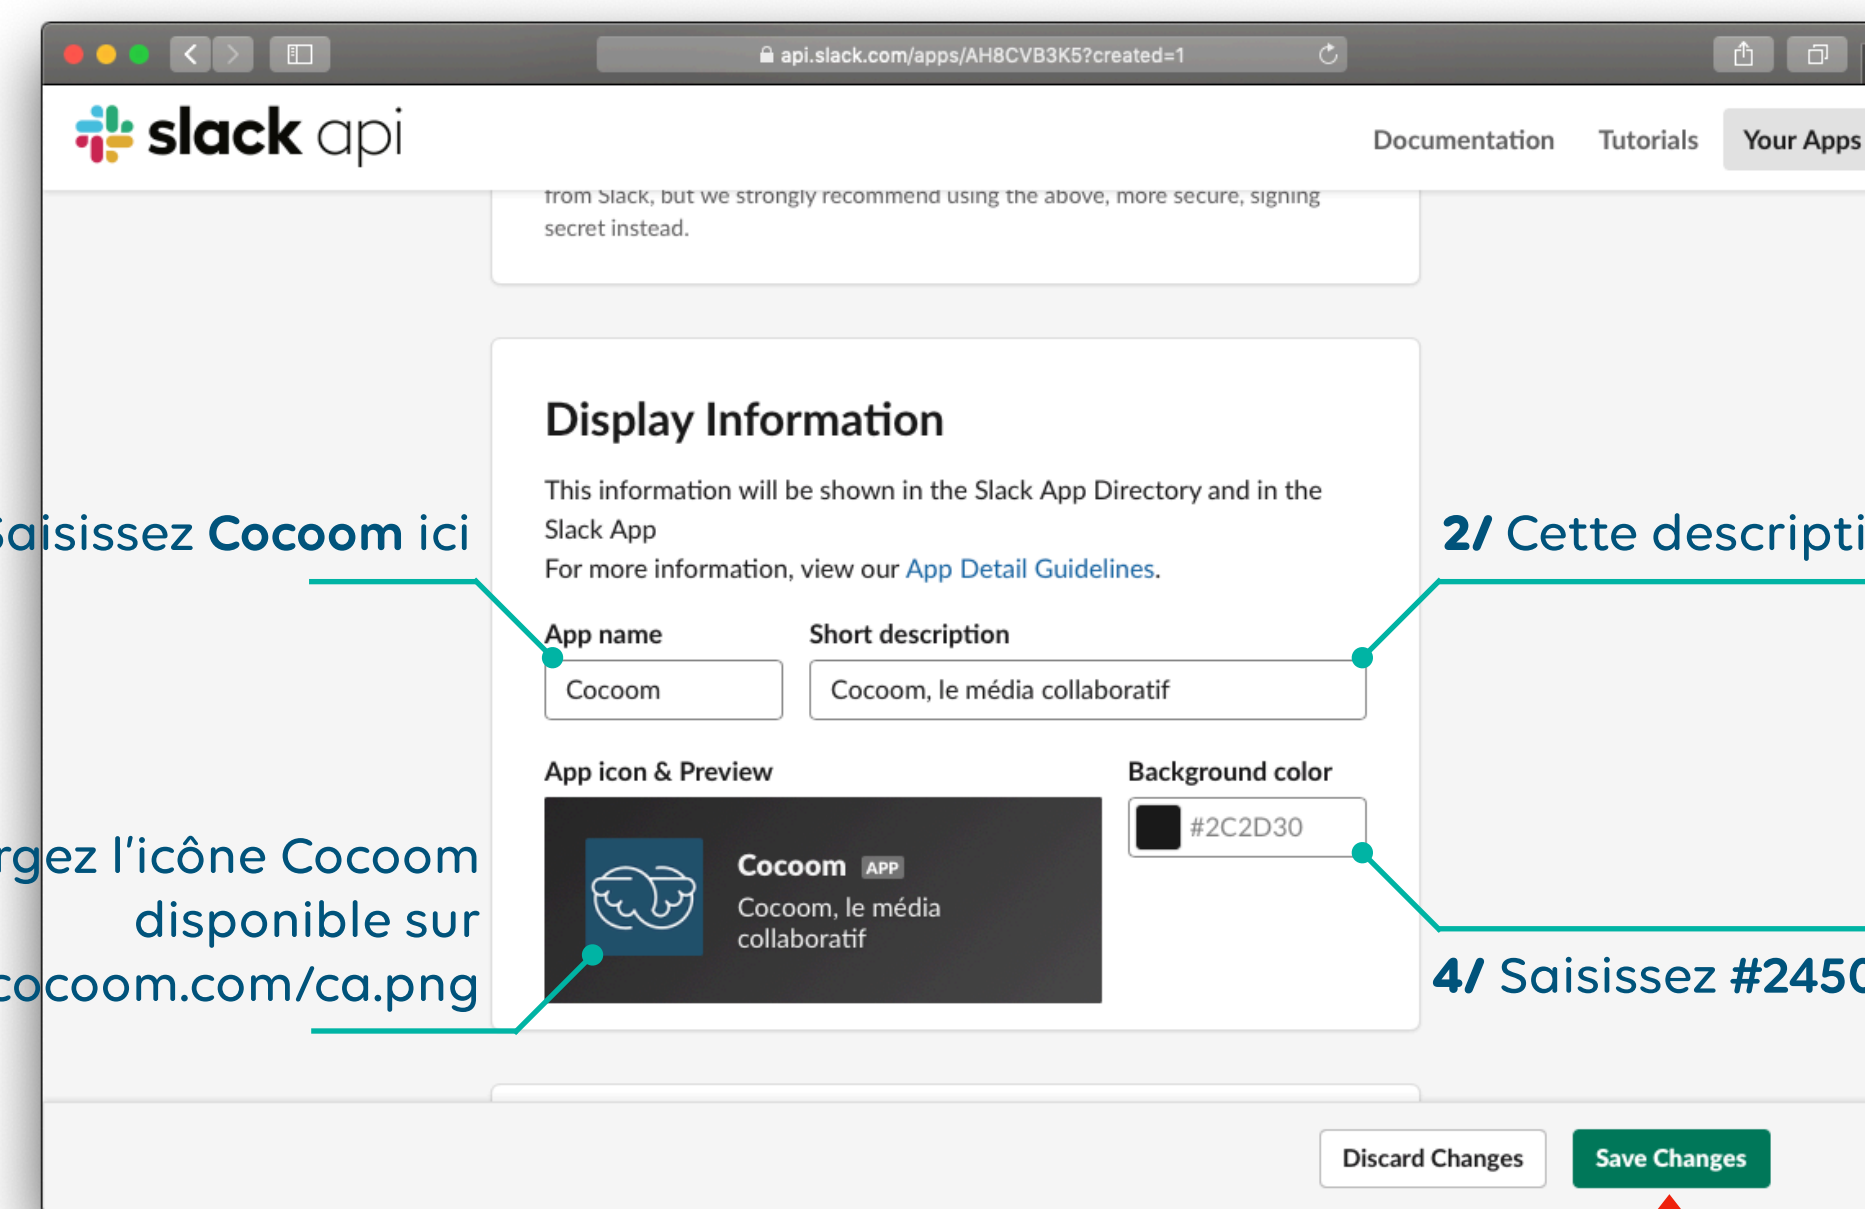 api.slack.com/apps/AH8CVB3K5?created=1
slack api
Documentation Tutorials Your Apps
from Slack, but we strongly recommend using the above, more secure, signing
secret instead.
Display Information
This information will be shown in the Slack App Directory and in the
Slack App
For more information, view our App Detail Guidelines.
Saisissez Cocoom ici
2/ Cette descripti
App name Short description
Cocoom Cocoom, le média collaboratif
App icon & Preview Background color
#2C2D30
Cocoom APP
Cocoom, le média
collaboratif
rgez l'icône Cocoom
disponible sur
cocoom.com/ca.png
4/ Saisissez #2450
Discard Changes Save Changes